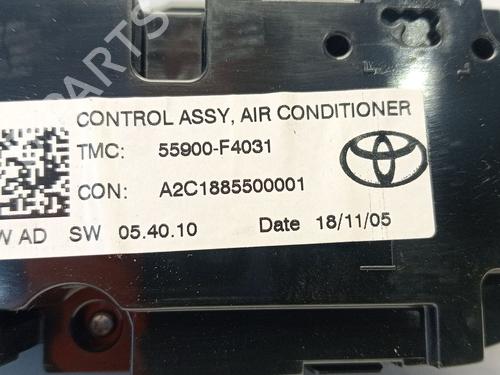 PARTS
CONTROL ASSY, AIR CONDITIONER
TMC: 55900-F4031
CON: A2C1885500001
W AD SW 05.40.10 Date 18/11/05